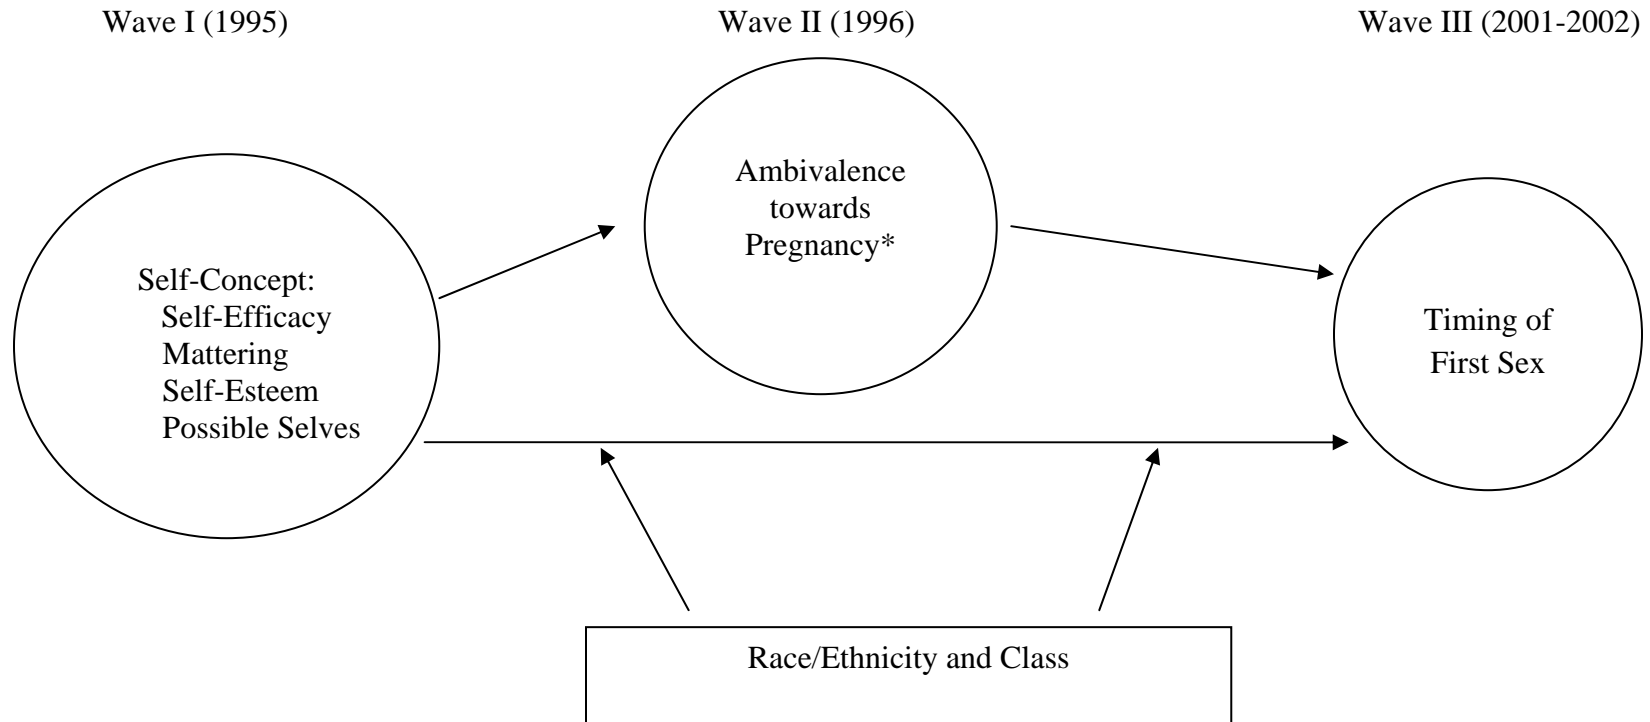 Wave I (1995)
Wave II (1996)
Wave III (2001-2002)
Self-Concept:
Self-Efficacy
Mattering
Self-Esteem
Possible Selves
Ambivalence
towards
Pregnancy*
Timing of
First Sex
Race/Ethnicity and Class